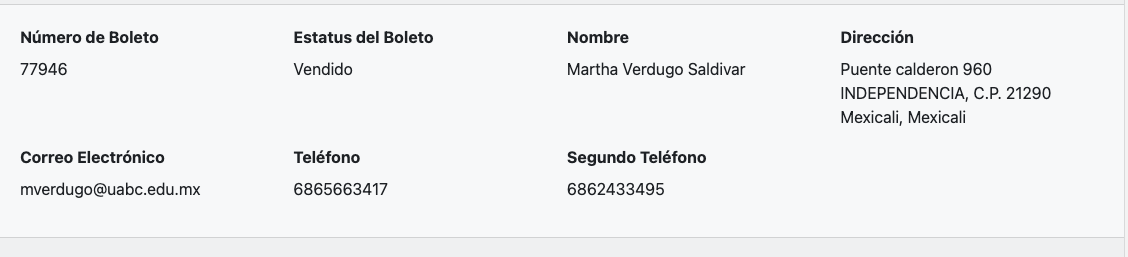 Número de Boleto
77946
Estatus del Boleto
Vendido
Nombre
Martha Verdugo Saldivar
Dirección
Puente calderon 960
INDEPENDENCIA, C.P. 21290
Mexicali, Mexicali
Correo Electrónico
mverdugo@uabc.edu.mx
Teléfono
6865663417
Segundo Teléfono
6862433495